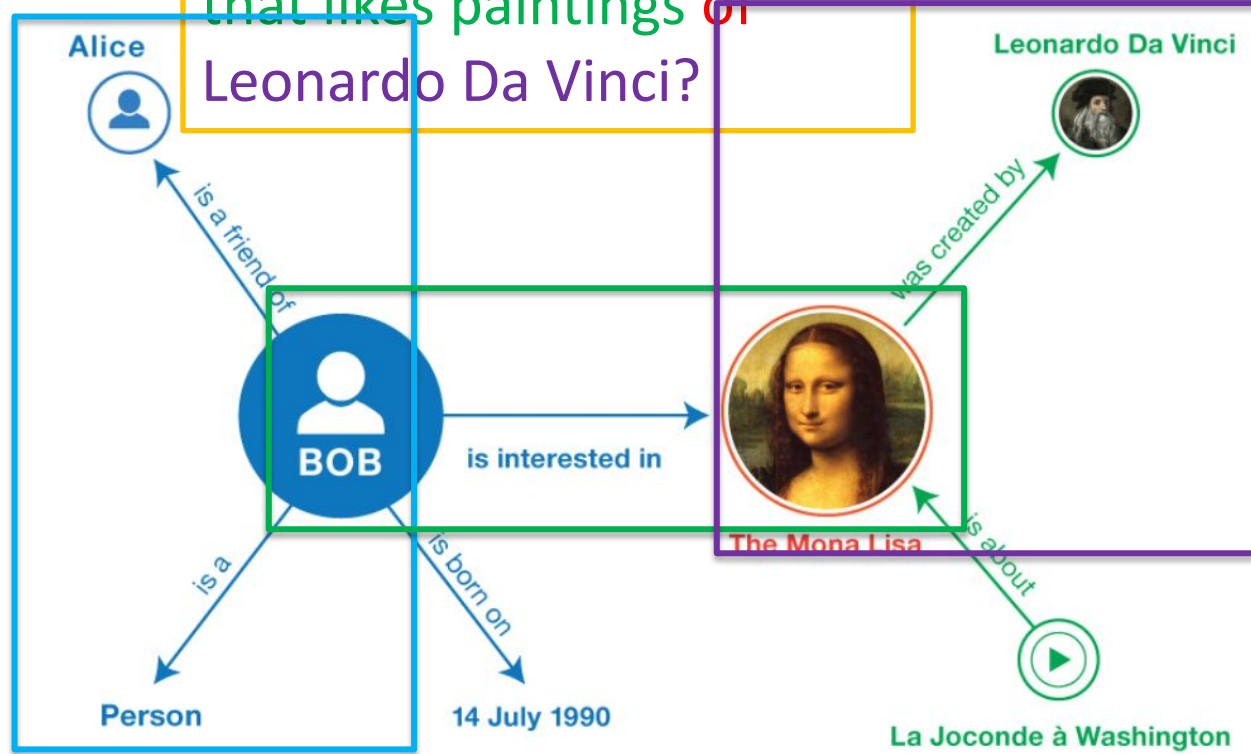 that likes paintings of
Leonardo Da Vinci?
Alice
Leonardo Da Vinci
is a friend of
was created by
BOB
is interested in
The Mona Lisa
is a
is born on
is about
Person
14 July 1990
La Joconde à Washington